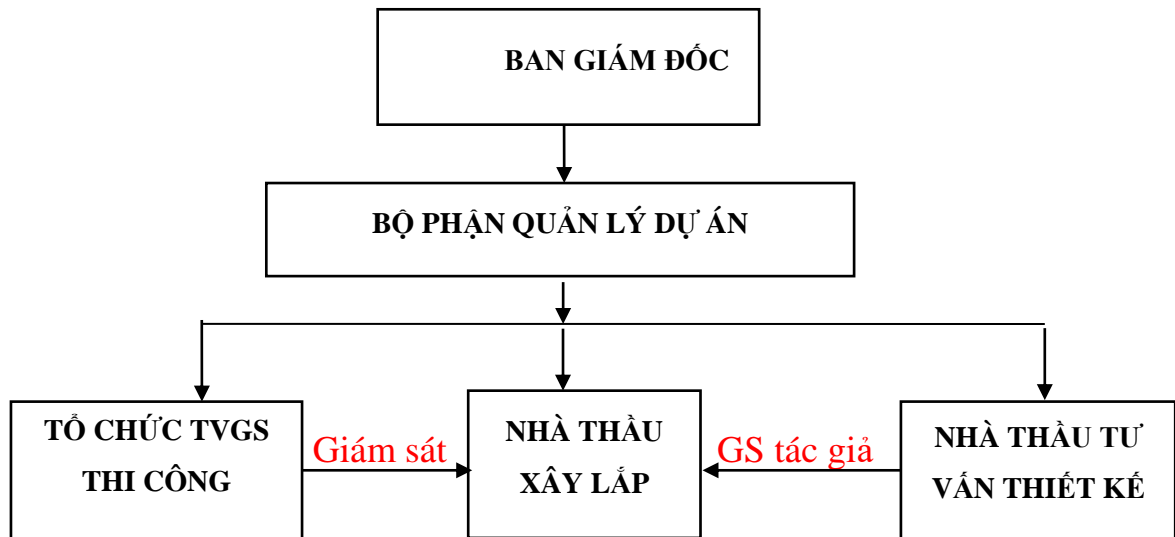 BAN GIÁM ĐỐC
BỘ PHẬN QUẢN LÝ DỰ ÁN
TỔ CHỨC TVGS
THI CÔNG
Giám sát
NHÀ THẦU
XÂY LẮP
GS tác giả
NHÀ THẦU TƯ
VẤN THIẾT KẾ